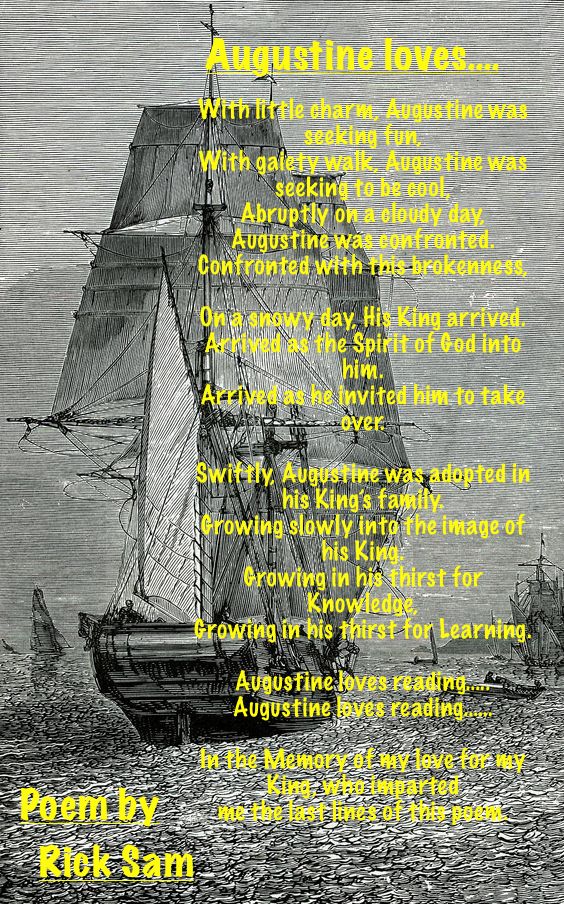 Augustine loves....
With little charm, Augustine was
seeking fun,
With gaiety walk, Augustine was
seeking to be cool,
Abruptly on a cloudy day,
Augustine was confronted.
Confronted with this brokenness,
On a snowy day, His King arrived.
Arrived as the Spirit of God into
him.
Arrived as he invited him to take
over.
Swiftly, Augustine was adopted in
his King's family,
Growing slowly into the image of
his King.
Growing in his thirst for
Knowledge,
Growing in his thirst for Learning.
Augustine loves reading.....
Augustine loves reading......
In the Memory of my love for my
King, who imparted
me the last lines of this poem.
Poem by
Rick Sam